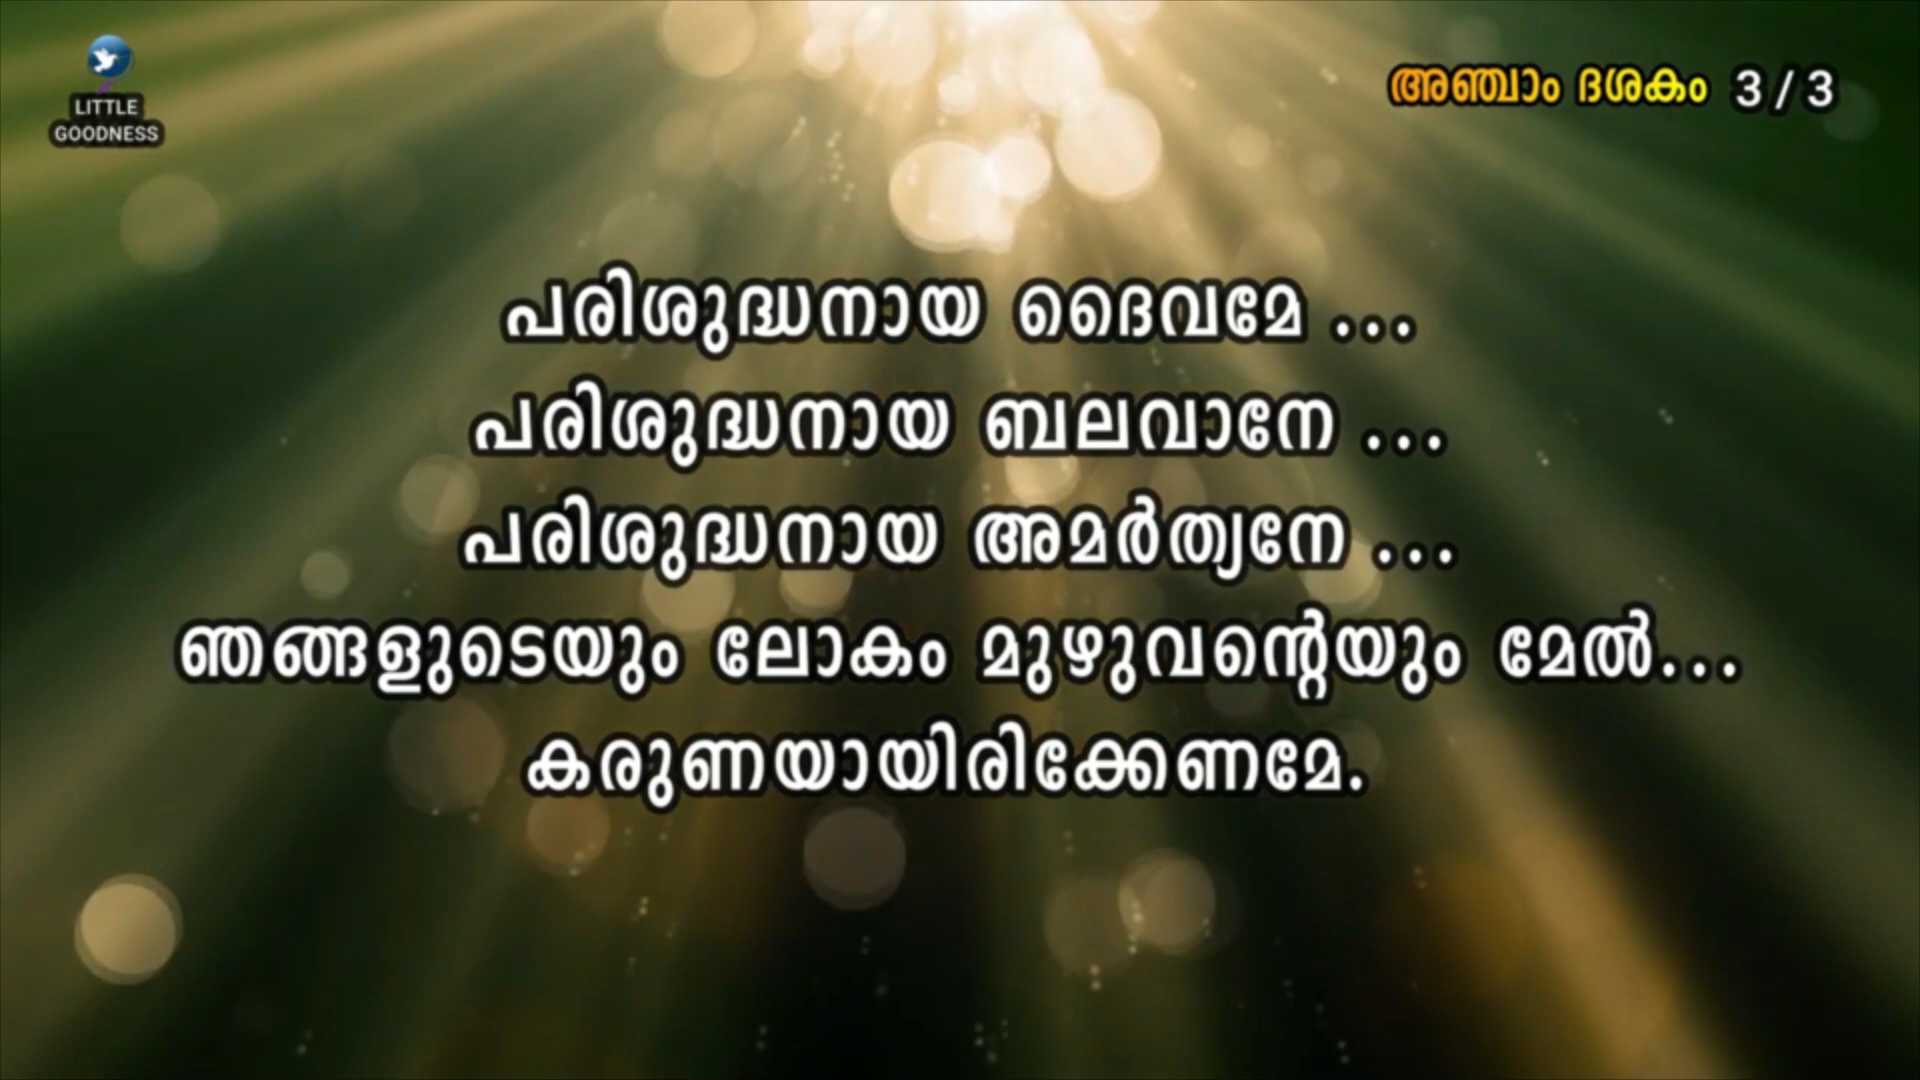 LITTLE
GOODNESS
അഞ്ചാം ദശകം 3 / 3
പരിശുദ്ധനായ ദൈവമേ ...
പരിശുദ്ധനായ ബലവാനേ ...
പരിശുദ്ധനായ അമർത്യനേ ...
ഞങ്ങളുടെയും ലോകം മുഴുവന്റെയും മേൽ...
കരുണയായിരിക്കേണമേ.